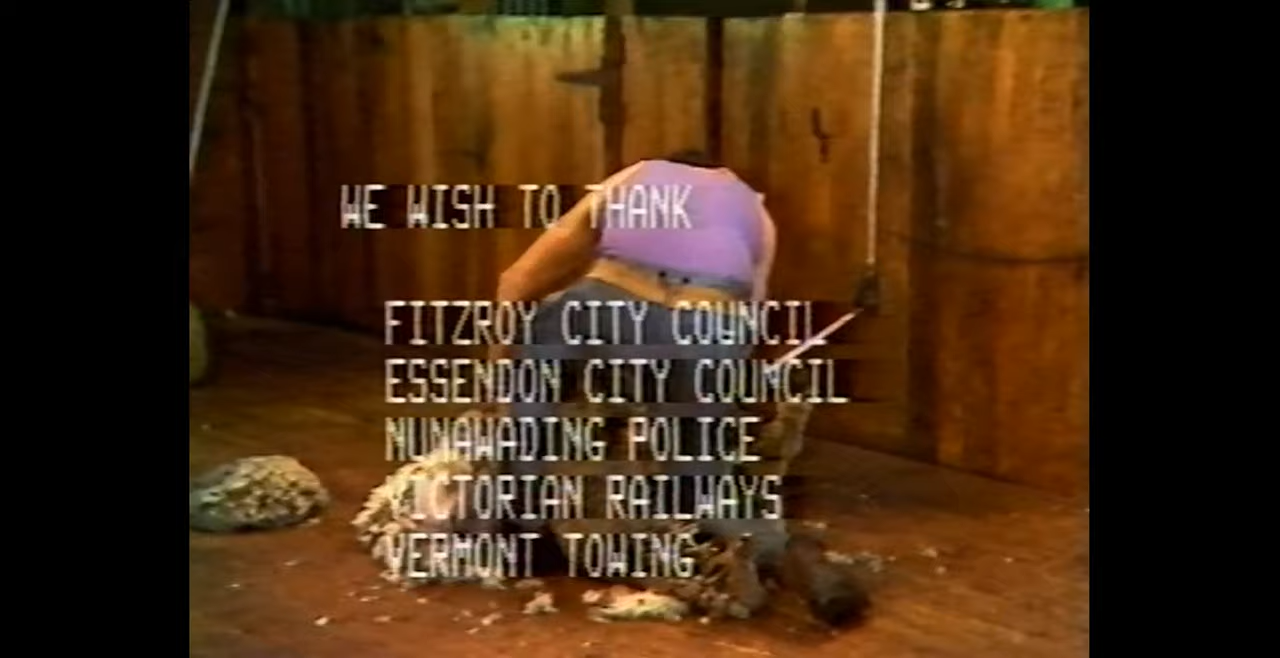 WE WISH TO THANK
FITZROY CITY COUNCIL
ESSENDON CITY COUNCIL
NUNAWADING POLICE
VICTORIAN RAILWAYS
VERMONT TOWING